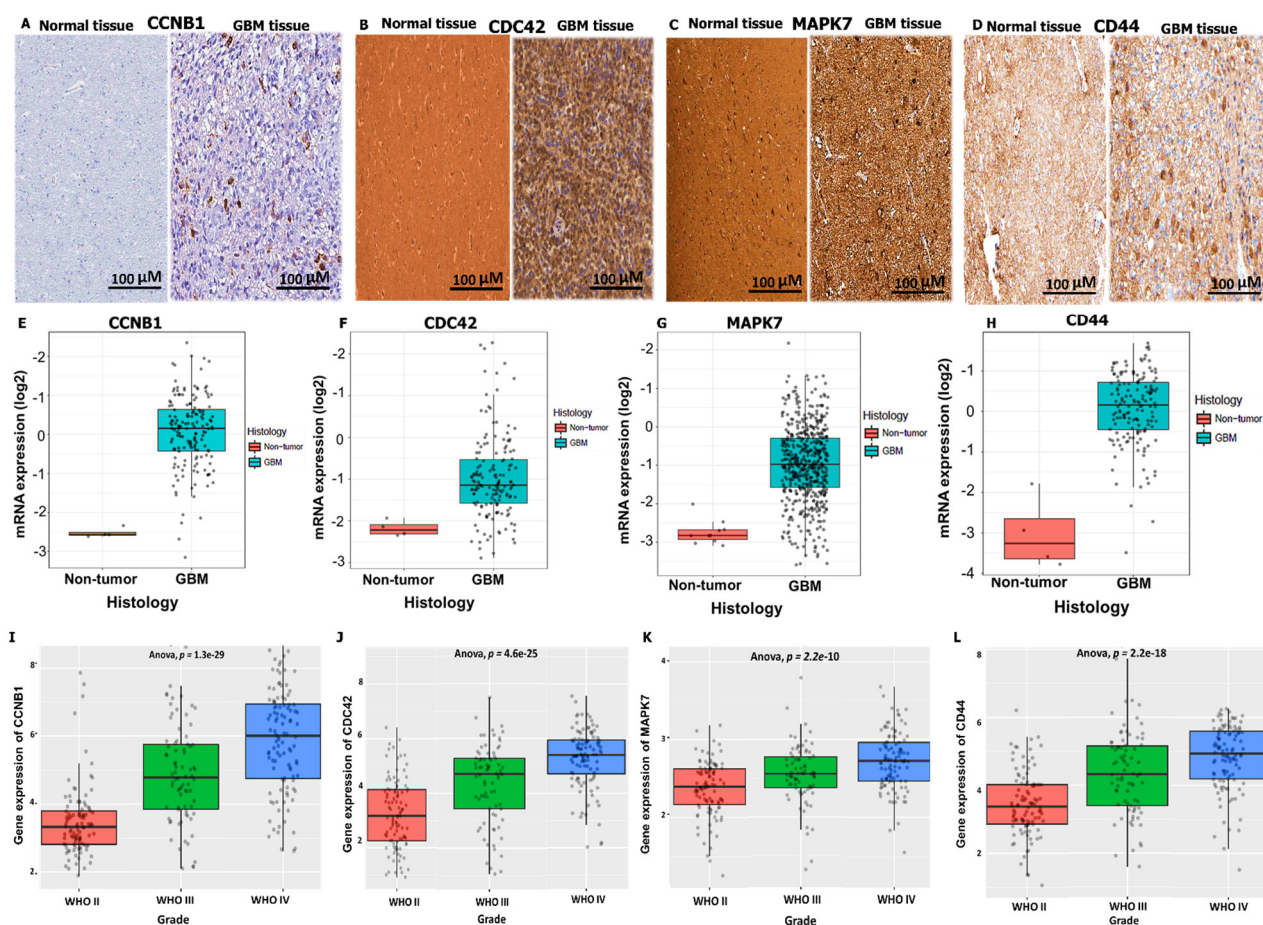 A CCNB1
Normal tissue GBM tissue
100 µM 100 µM
B CDC42
Normal tissue GBM tissue
100 µM 100 µM
C MAPK7
Normal tissue GBM tissue
100 µM 100 µM
D CD44
Normal tissue GBM tissue
100 µM 100 µM
E CCNB1
mRNA expression (log2)
-2
-1
0
-1
-2
-3
Non-tumor GBM
Histology
Histology
Non-tumor
GBM
F CDC42
mRNA expression (log2)
-2
-1
0
-1
-2
-3
Non-tumor GBM
Histology
Histology
Non-tumor
GBM
G MAPK7
mRNA expression (log2)
-2
-1
0
-1
-2
-3
Non-tumor GBM
Histology
Histology
Non-tumor
GBM
H CD44
mRNA expression (log2)
-1
0
-1
-2
-3
-4
Non-tumor GBM
Histology
Histology
Non-tumor
GBM
I
Anova, p = 1.3e-29
Gene expression of CCNB1
8
6
4
2
WHO II WHO III WHO IV
Grade
J
Anova, p = 4.6e-25
Gene expression of CDC42
8
6
4
2
WHO II WHO III WHO IV
Grade
K
Anova, p = 2.2e-10
Gene expression of MAPK7
4
3
2
WHO II WHO III WHO IV
Grade
L
Anova, p = 2.2e-18
Gene expression of CD44
8
6
4
2
WHO II WHO III WHO IV
Grade